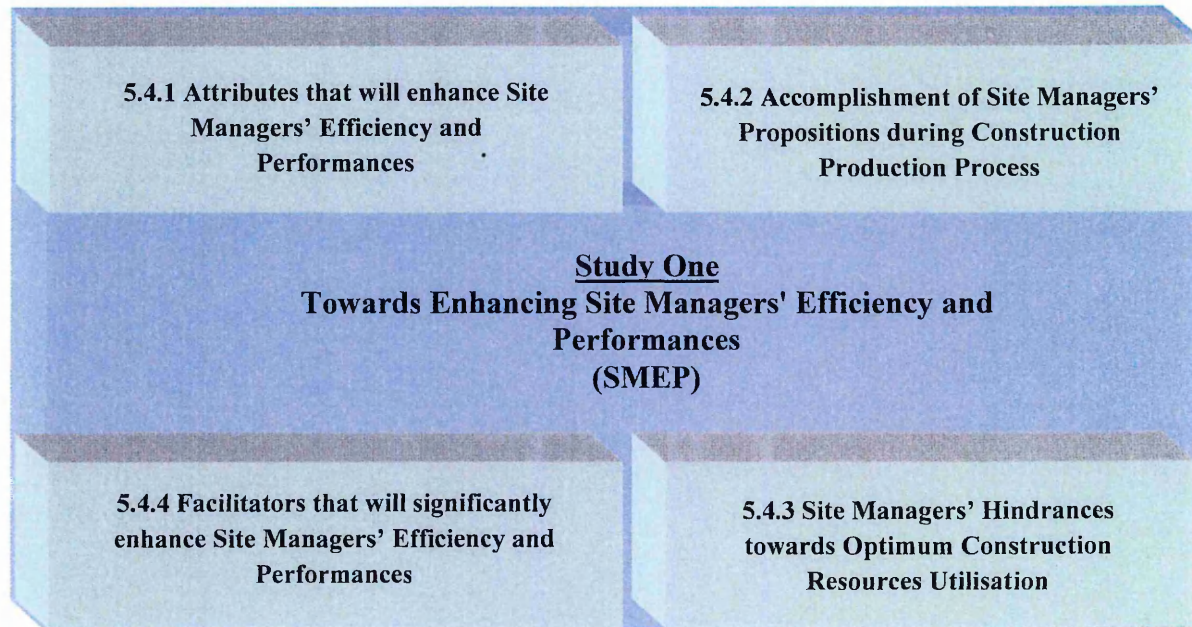 5.4.1 Attributes that will enhance Site
Managers’ Efficiency and
Performances
5.4.2 Accomplishment of Site Managers’
Propositions during Construction
Production Process
Study One
Towards Enhancing Site Managers' Efficiency and
Performances
(SMEP)
5.4.4 Facilitators that will significantly
enhance Site Managers’ Efficiency and
Performances
5.4.3 Site Managers’ Hindrances
towards Optimum Construction
Resources Utilisation